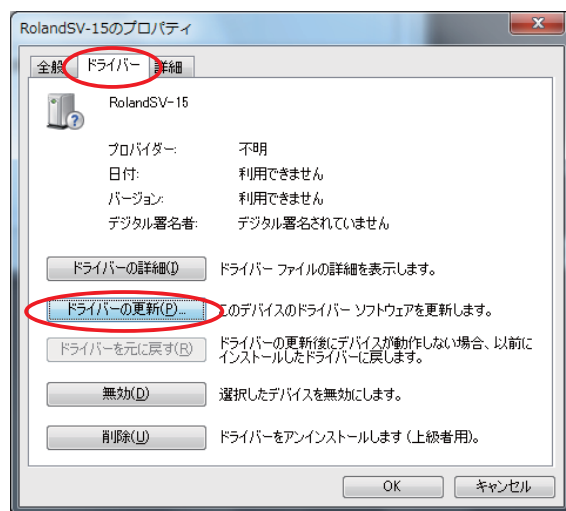 RolandSV-15のプロパティ
全般 ドライバー 詳細
RolandSV-15
プロバイダー: 不明
日付: 利用できません
バージョン: 利用できません
デジタル署名者: デジタル署名されていません
ドライバーの詳細(I) ドライバー ファイルの詳細を表示します。
ドライバーの更新(P)... このデバイスのドライバー ソフトウェアを更新します。
ドライバーを元に戻す(R) ドライバーの更新後にデバイスが動作しない場合、以前に
インストールしたドライバーに戻します。
無効(D) 選択したデバイスを無効にします。
削除(U) ドライバーをアンインストールします (上級者用)。
OK キャンセル